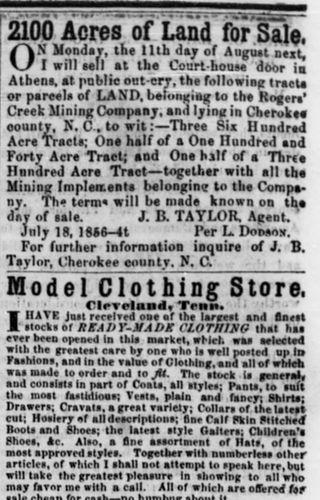 2100 Acres of Land for Sale.
ON Monday, the 11th day of August next,
I will sell at the Court-house door in
Athens, at public out-cry, the following tracts
or parcels of LAND, belonging to the Rogers'
Creek Mining Company, and lying in Cherokee
county, N. C., to wit:—Three Six Hundred
Acre Tracts; One half of a One Hundred and
Forty Acre Tract; and One half of a Three
Hundred Acre Tract—together with all the
Mining Implements belonging to the Compa-
ny. The terms will be made known on the
day of sale. J. B. TAYLOR, Agent.
July 18, 1856-4t Per L. DODSON.
For further information inquire of J. B.
Taylor, Cherokee county, N. C.
Model Clothing Store.
Cleveland, Tenn.
I HAVE just received one of the largest and finest
stocks of READY-MADE CLOTHING that has
ever been opened in this market, which was selected
with the greatest care by one who is well posted up in
Fashions, and in the value of Clothing, and all of which
was made to order and to fit. The stock is general,
and consists in part of Coats, all styles; Pants, to suit
the most fastidious; Vests, plain and fancy; Shirts;
Drawers; Cravats, a great variety; Collars of the latest
cut; Hosiery of all descriptions; fine Calf Skin Stitched
Boots and Shoes; the latest style Gaiters; Children's
Shoes, &c. Also, a fine assortment of Hats, of the
most approved styles. Together with numberless other
articles, of which I shall not attempt to speak here, but
will take the greatest pleasure in showing to all who
may favor me with a call. All of which are offered for
sale cheap for cash—no humbug about it.